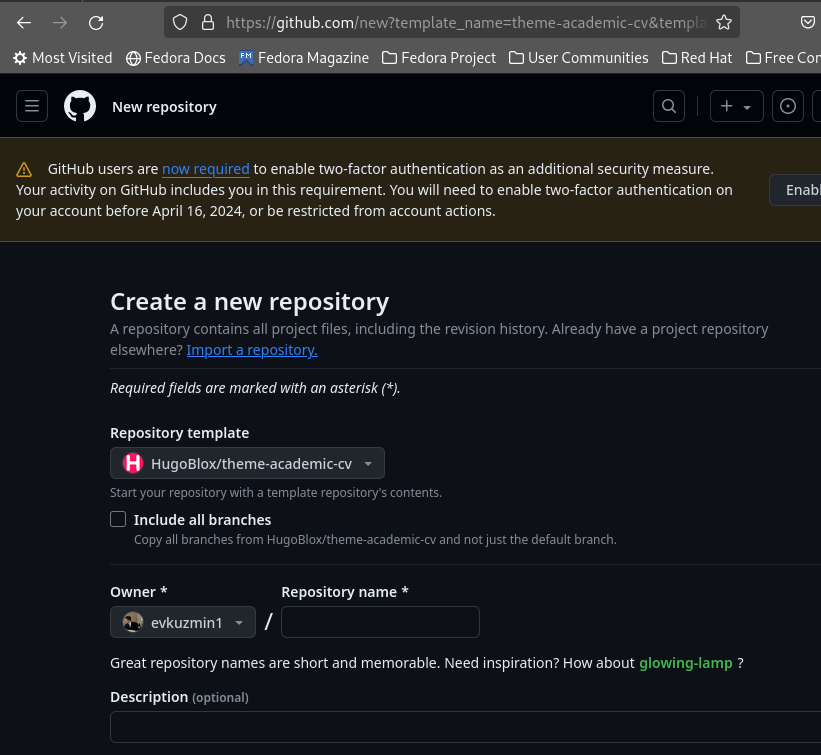 https://github.com/new?template_name=theme-academic-cv&templa
Most Visited Fedora Docs Fedora Magazine Fedora Project User Communities Red Hat Free Con
New repository
GitHub users are now required to enable two-factor authentication as an additional security measure.
Your activity on GitHub includes you in this requirement. You will need to enable two-factor authentication on
your account before April 16, 2024, or be restricted from account actions.
Enabl
Create a new repository
A repository contains all project files, including the revision history. Already have a project repository
elsewhere? Import a repository.
Required fields are marked with an asterisk (*).
Repository template
HugoBlox/theme-academic-cv
Start your repository with a template repository's contents.
Include all branches
Copy all branches from HugoBlox/theme-academic-cv and not just the default branch.
Owner * Repository name *
evkuzmin1 /
Great repository names are short and memorable. Need inspiration? How about glowing-lamp ?
Description (optional)